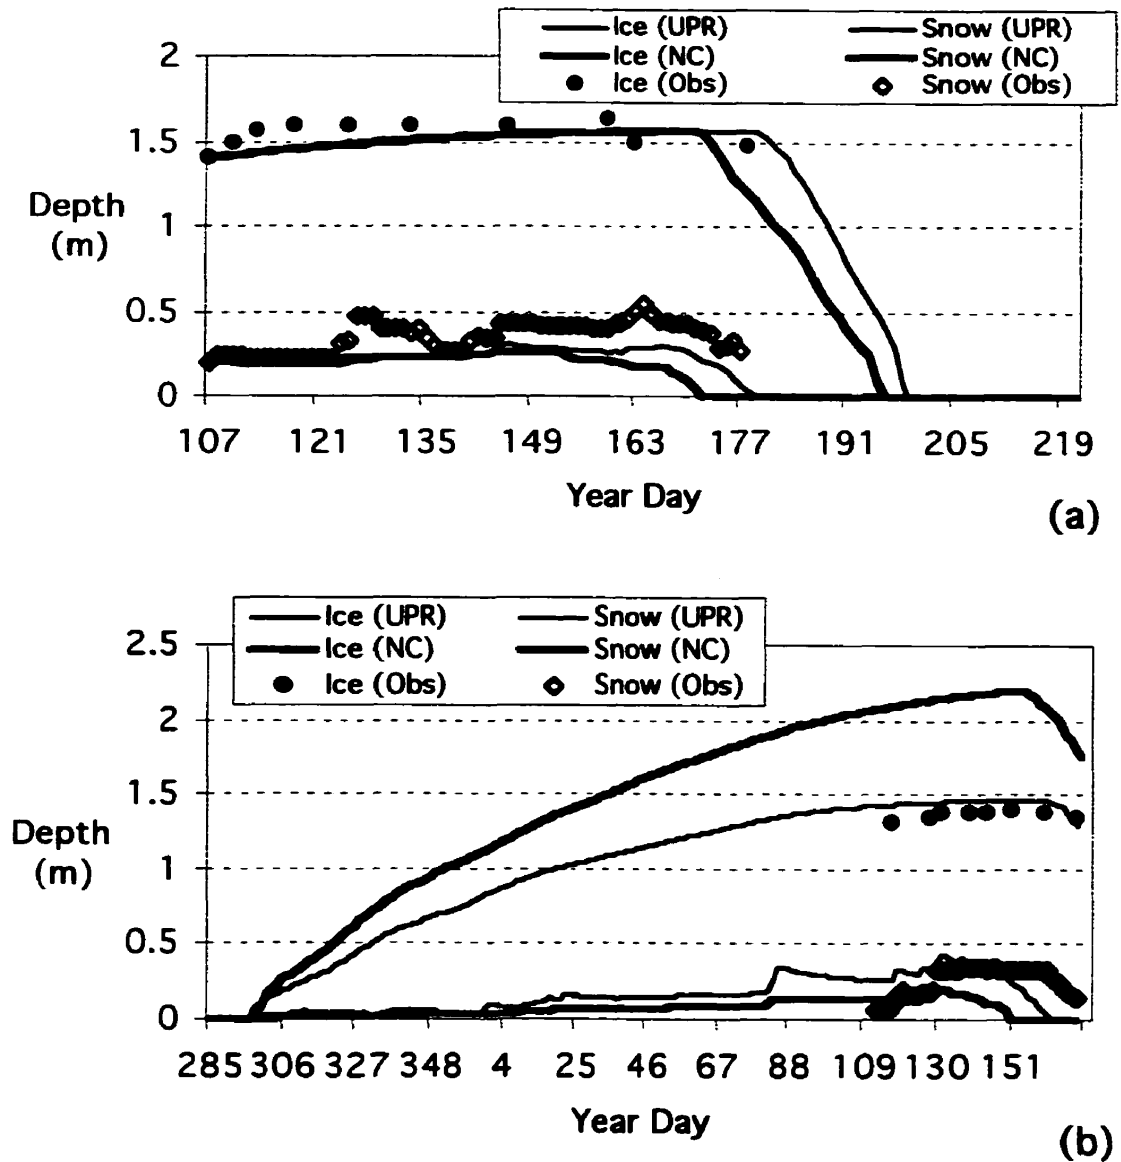 Ice (UPR) Snow (UPR)
Ice (NC) Snow (NC)
Ice (Obs) Snow (Obs)
2
1.5
1
0.5
0
Depth
(m)
107 121 135 149 163 177 191 205 219
Year Day
(a)
Ice (UPR) Snow (UPR)
Ice (NC) Snow (NC)
Ice (Obs) Snow (Obs)
2.5
2
1.5
1
0.5
0
Depth
(m)
285 306 327 348 4 25 46 67 88 109 130 151
Year Day
(b)